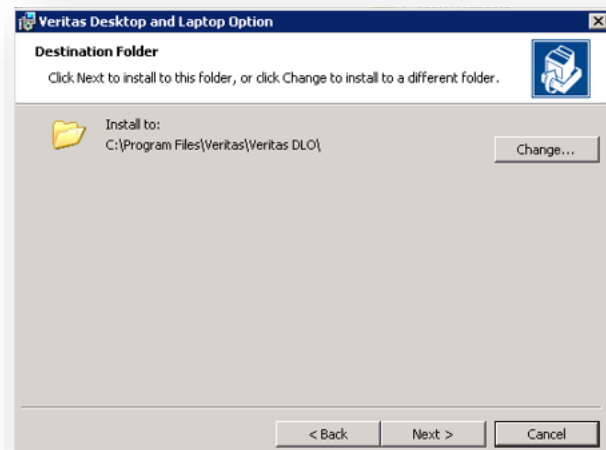 Veritas Desktop and Laptop Option
Destination Folder
Click Next to install to this folder, or click Change to install to a different folder.
Install to:
C:\Program Files\Veritas\Veritas DLO\
Change...
< Back
Next >
Cancel